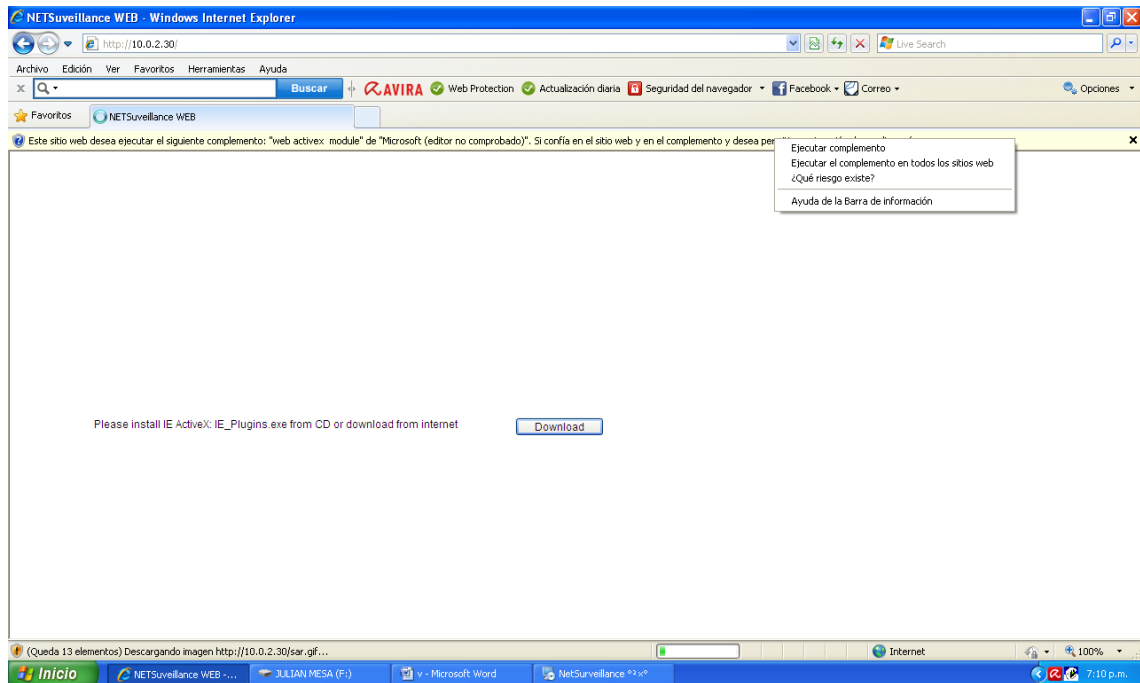 NETSuveillance WEB - Windows Internet Explorer
http://10.0.2.30/
Live Search
Archivo Edición Ver Favoritos Herramientas Ayuda
x Buscar AVIRA Web Protection Actualización diaria Seguridad del navegador Facebook Correo Opciones
Favoritos NETSuveillance WEB
Este sitio web desea ejecutar el siguiente complemento: "web activex module" de "Microsoft (editor no comprobado)". Si confía en el sitio web y en el complemento y desea
Ejecutar complemento
Ejecutar el complemento en todos los sitios web
¿Qué riesgo existe?
Ayuda de la Barra de información
Please install IE ActiveX: IE_Plugins.exe from CD or download from internet Download
(Queda 13 elementos) Descargando imagen http://10.0.2.30/sar.gif... Internet 100%
Inicio NETSuveillance WEB -... JULIAN MESA (F:) v - Microsoft Word NetSurveillance 7:10 p.m.